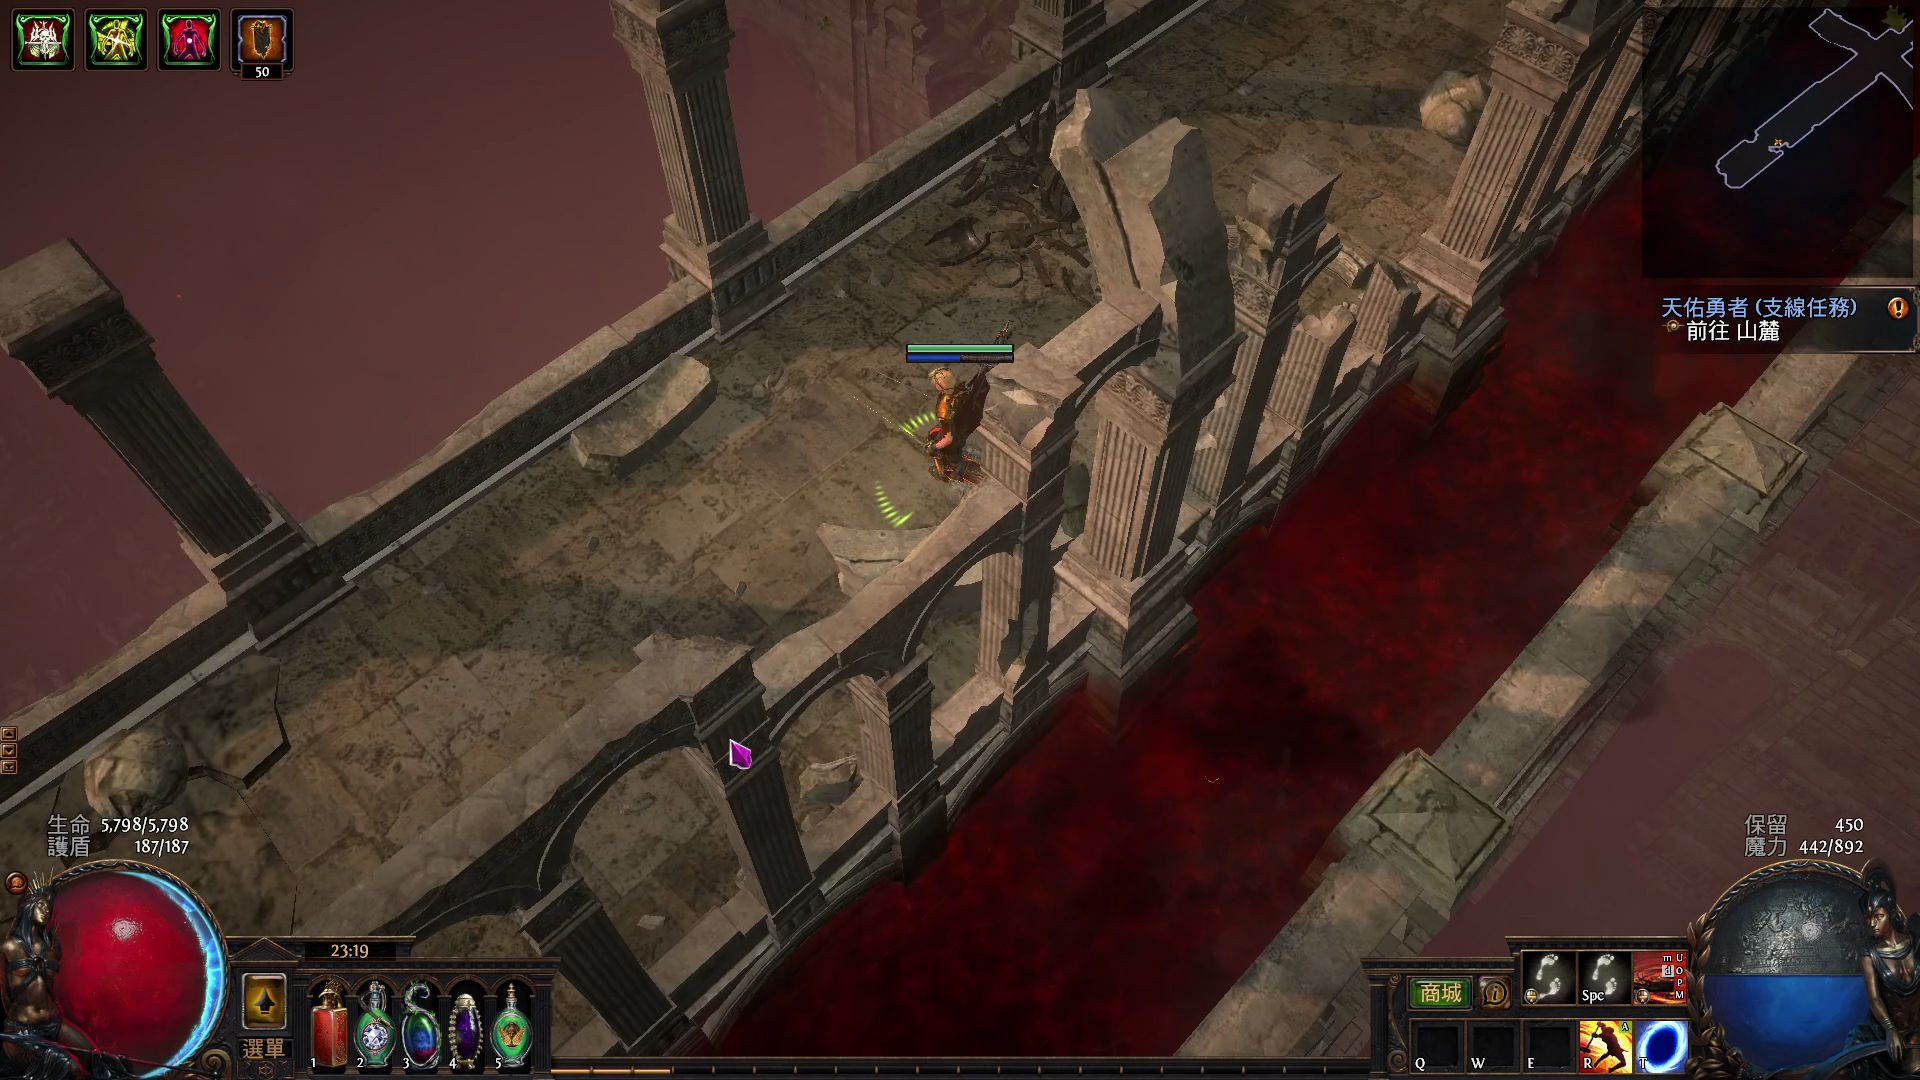 50
天佑勇者 (支線任務)
前往 山麓
生命 5,798/5,798
護盾 187/187
保留 450
魔力 442/892
23:19
選單
1
2
3
4
5
商城
Spc
m U
d O
P
M
Q
W
E
R
A
T